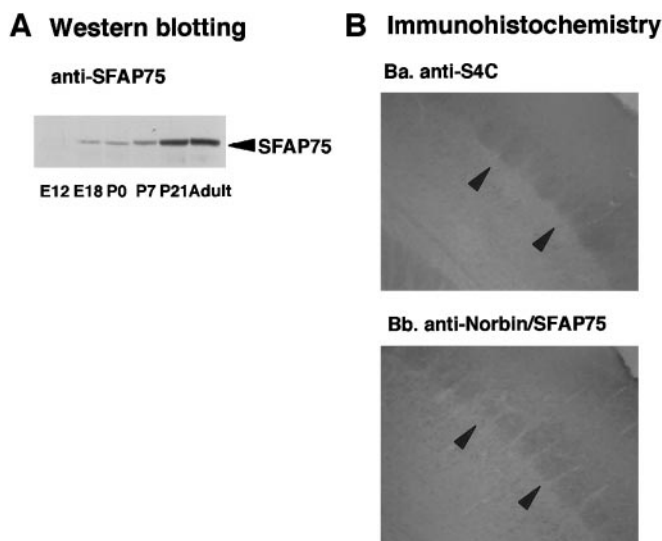 A Western blotting
anti-SFAP75
SFAP75
E12 E18 P0 P7 P21 Adult
B Immunohistochemistry
Ba. anti-S4C
Bb. anti-Norbin/SFAP75